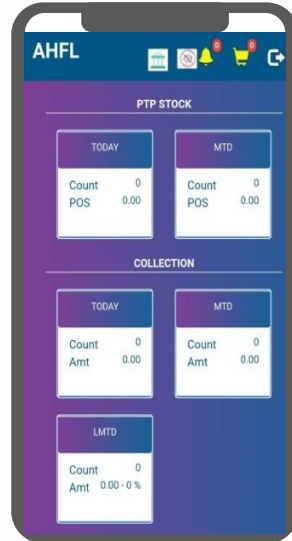 AHFL
0 0
PTP STOCK
TODAY MTD
Count 0 Count 0
POS 0.00 POS 0.00
COLLECTION
TODAY MTD
Count 0 Count 0
Amt 0.00 Amt 0.00
LMTD
Count 0
Amt 0.00 - 0 %